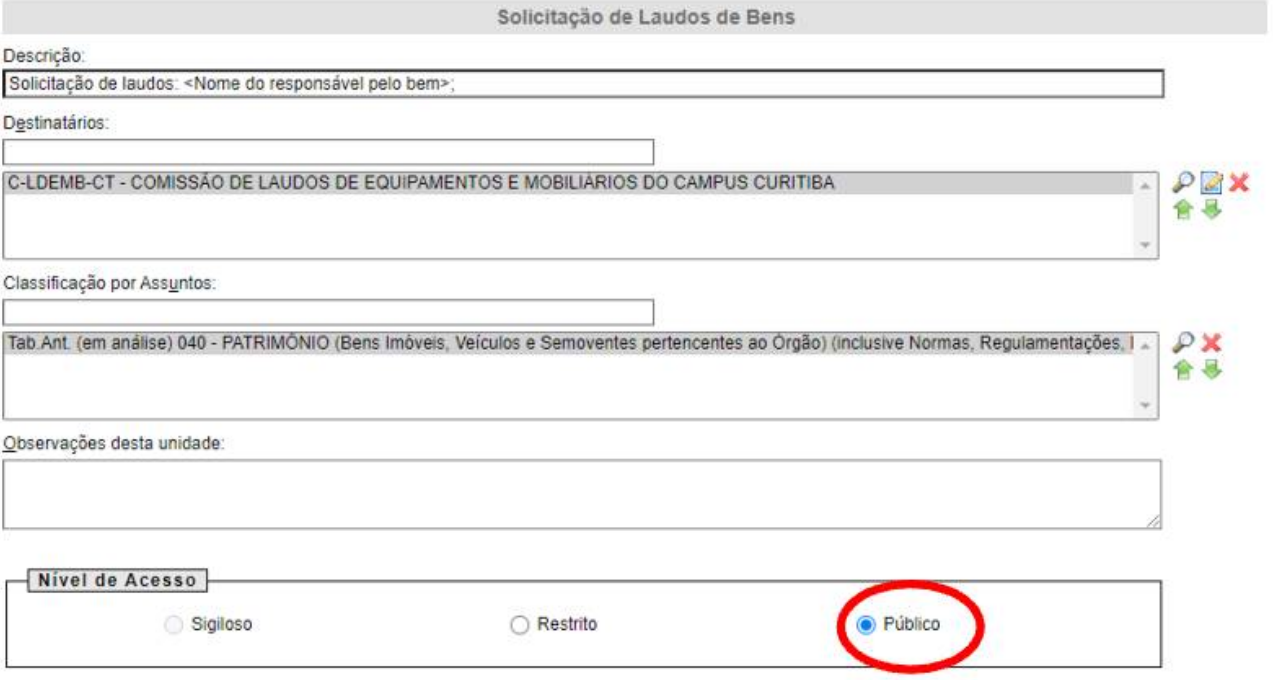 Solicitação de Laudos de Bens
Descrição:
Solicitação de laudos: <Nome do responsável pelo bem>;
Destinatários:
C-LDEMB-CT - COMISSÃO DE LAUDOS DE EQUIPAMENTOS E MOBILIÁRIOS DO CAMPUS CURITIBA
Classificação por Assuntos:
Tab.Ant. (em análise) 040 - PATRIMÔNIO (Bens Imóveis, Veículos e Semoventes pertencentes ao Órgão) (inclusive Normas, Regulamentações,
Observações desta unidade:
Nível de Acesso
Sigiloso Restrito Público